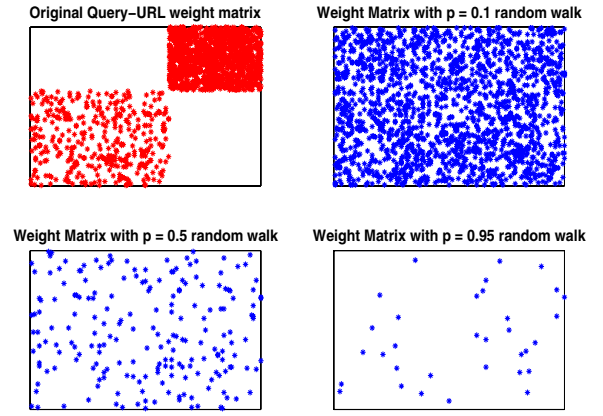 Original Query-URL weight matrix
Weight Matrix with p = 0.1 random walk
Weight Matrix with p = 0.5 random walk
Weight Matrix with p = 0.95 random walk